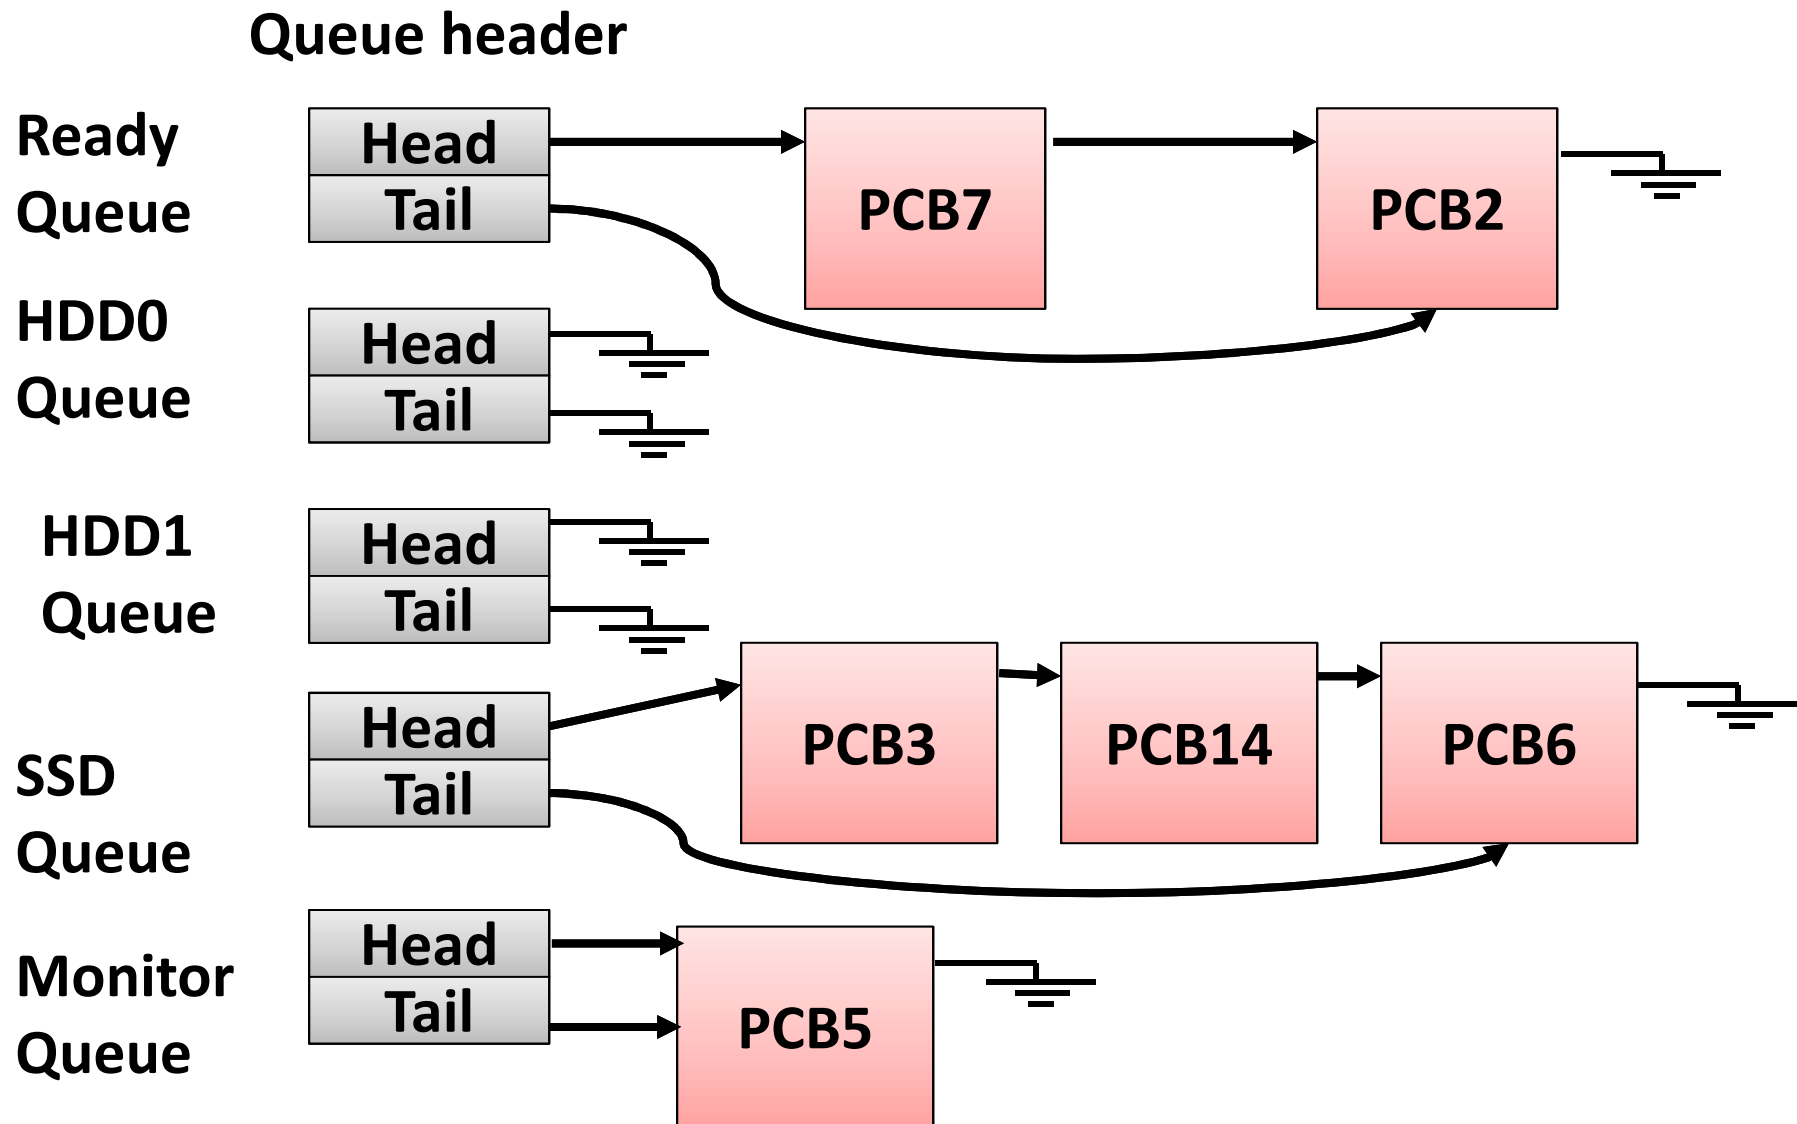 Queue header
Ready
Queue
Head
Tail
PCB7
PCB2
HDD0
Queue
Head
Tail
HDD1
Queue
Head
Tail
SSD
Queue
Head
Tail
PCB3
PCB14
PCB6
Monitor
Queue
Head
Tail
PCB5